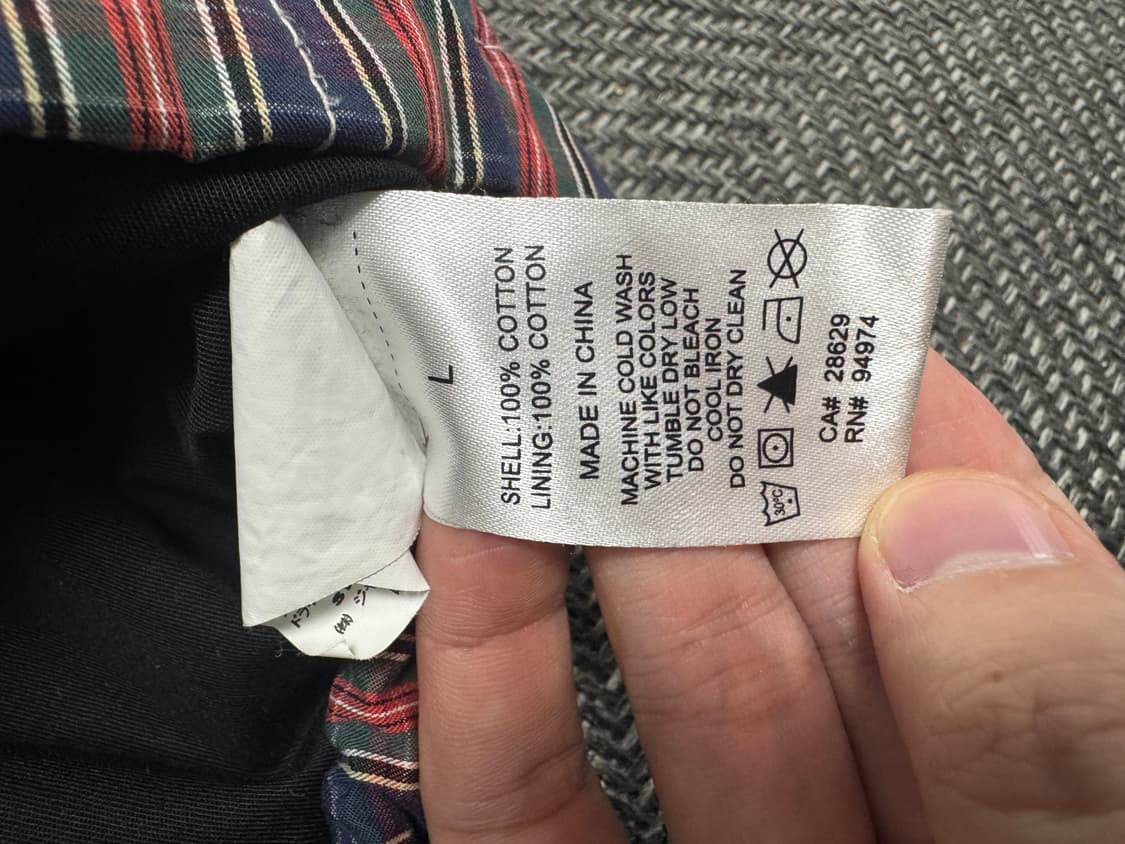 L
SHELL:100% COTTON
LINING:100% COTTON
MADE IN CHINA
MACHINE COLD WASH
WITH LIKE COLORS
TUMBLE DRY LOW
DO NOT BLEACH
COOL IRON
DO NOT DRY CLEAN
30°C
CA# 28629
RN# 94974